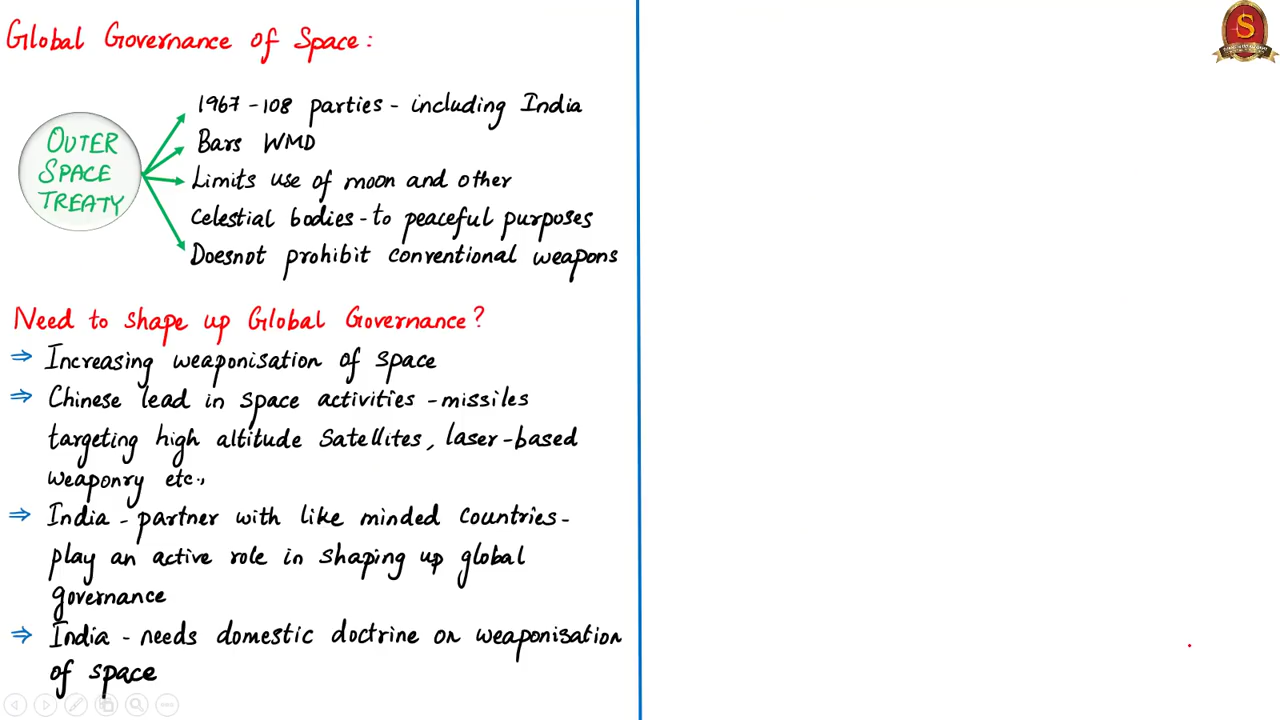 Global Governance of Space:
OUTER
SPACE
TREATY
1967 - 108 parties - including India
Bars WMD
Limits use of moon and other
celestial bodies - to peaceful purposes
Doesnot prohibit conventional weapons
Need to shape up Global Governance?
⇒ Increasing weaponisation of space
⇒ Chinese lead in space activities - missiles
targeting high altitude satellites, laser-based
weaponry etc.,
⇒ India - partner with like minded countries -
play an active role in shaping up global
governance
⇒ India - needs domestic doctrine on weaponisation
of space
S